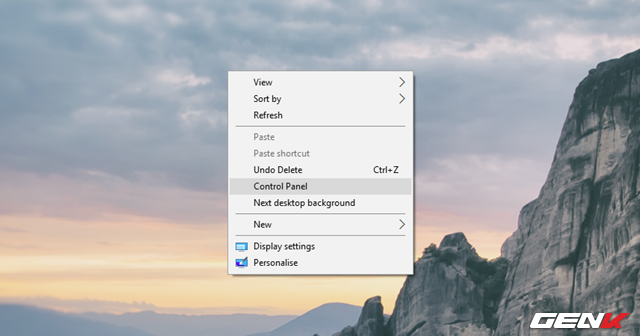 View
Sort by
Refresh
Paste
Paste shortcut
Undo Delete Ctrl+Z
Control Panel
Next desktop background
New
Display settings
Personalise
GENK